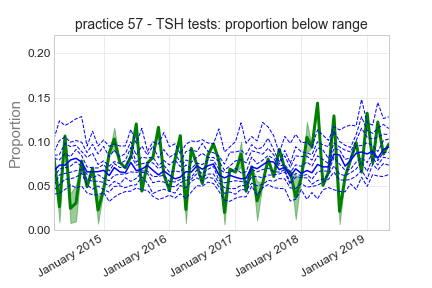 practice 57 - TSH tests: proportion below range
Proportion
0.20
0.15
0.10
0.05
0.00
January 2015
January 2016
January 2017
January 2018
January 2019